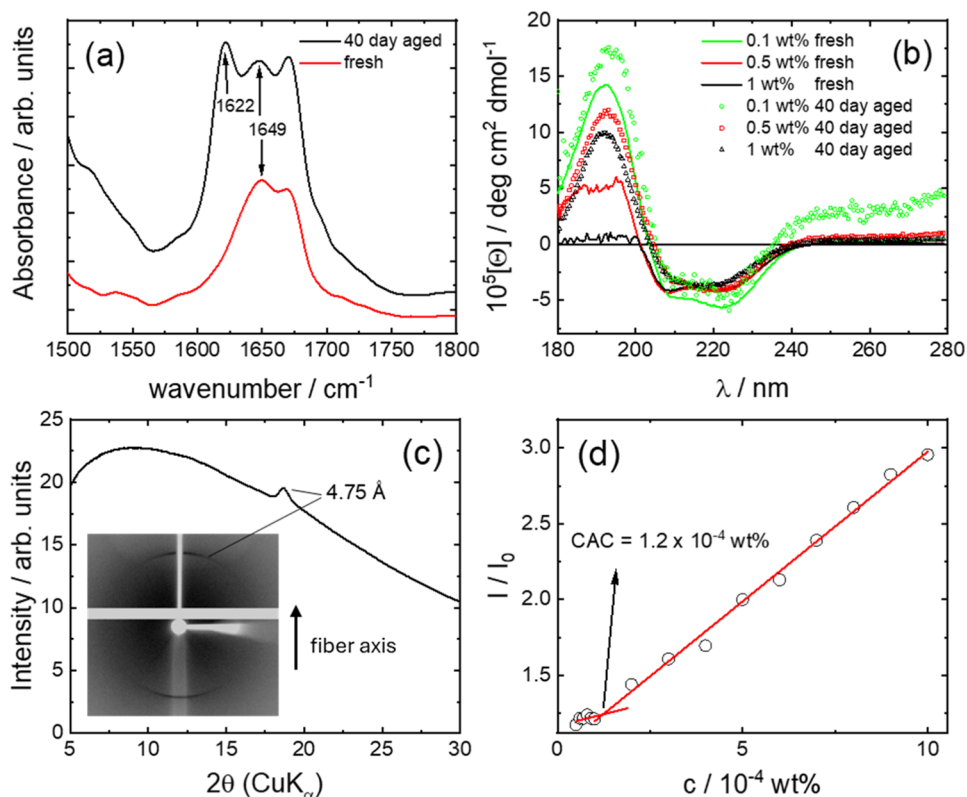 (a)
40 day aged
fresh
1622
1649
Absorbance / arb. units
1500 1550 1600 1650 1700 1750 1800
wavenumber / cm⁻¹
(b)
0.1 wt% fresh
0.5 wt% fresh
1 wt% fresh
0.1 wt% 40 day aged
0.5 wt% 40 day aged
1 wt% 40 day aged
10⁵[Θ] / deg cm² dmol⁻¹
20
15
10
5
0
-5
180 200 220 240 260 280
λ / nm
(c)
4.75 Å
fiber axis
Intensity / arb. units
25
20
15
10
5
0
5 10 15 20 25 30
2θ (CuKα)
(d)
CAC = 1.2 x 10⁻⁴ wt%
I / I₀
3.0
2.5
2.0
1.5
0 5 10
c / 10⁻⁴ wt%